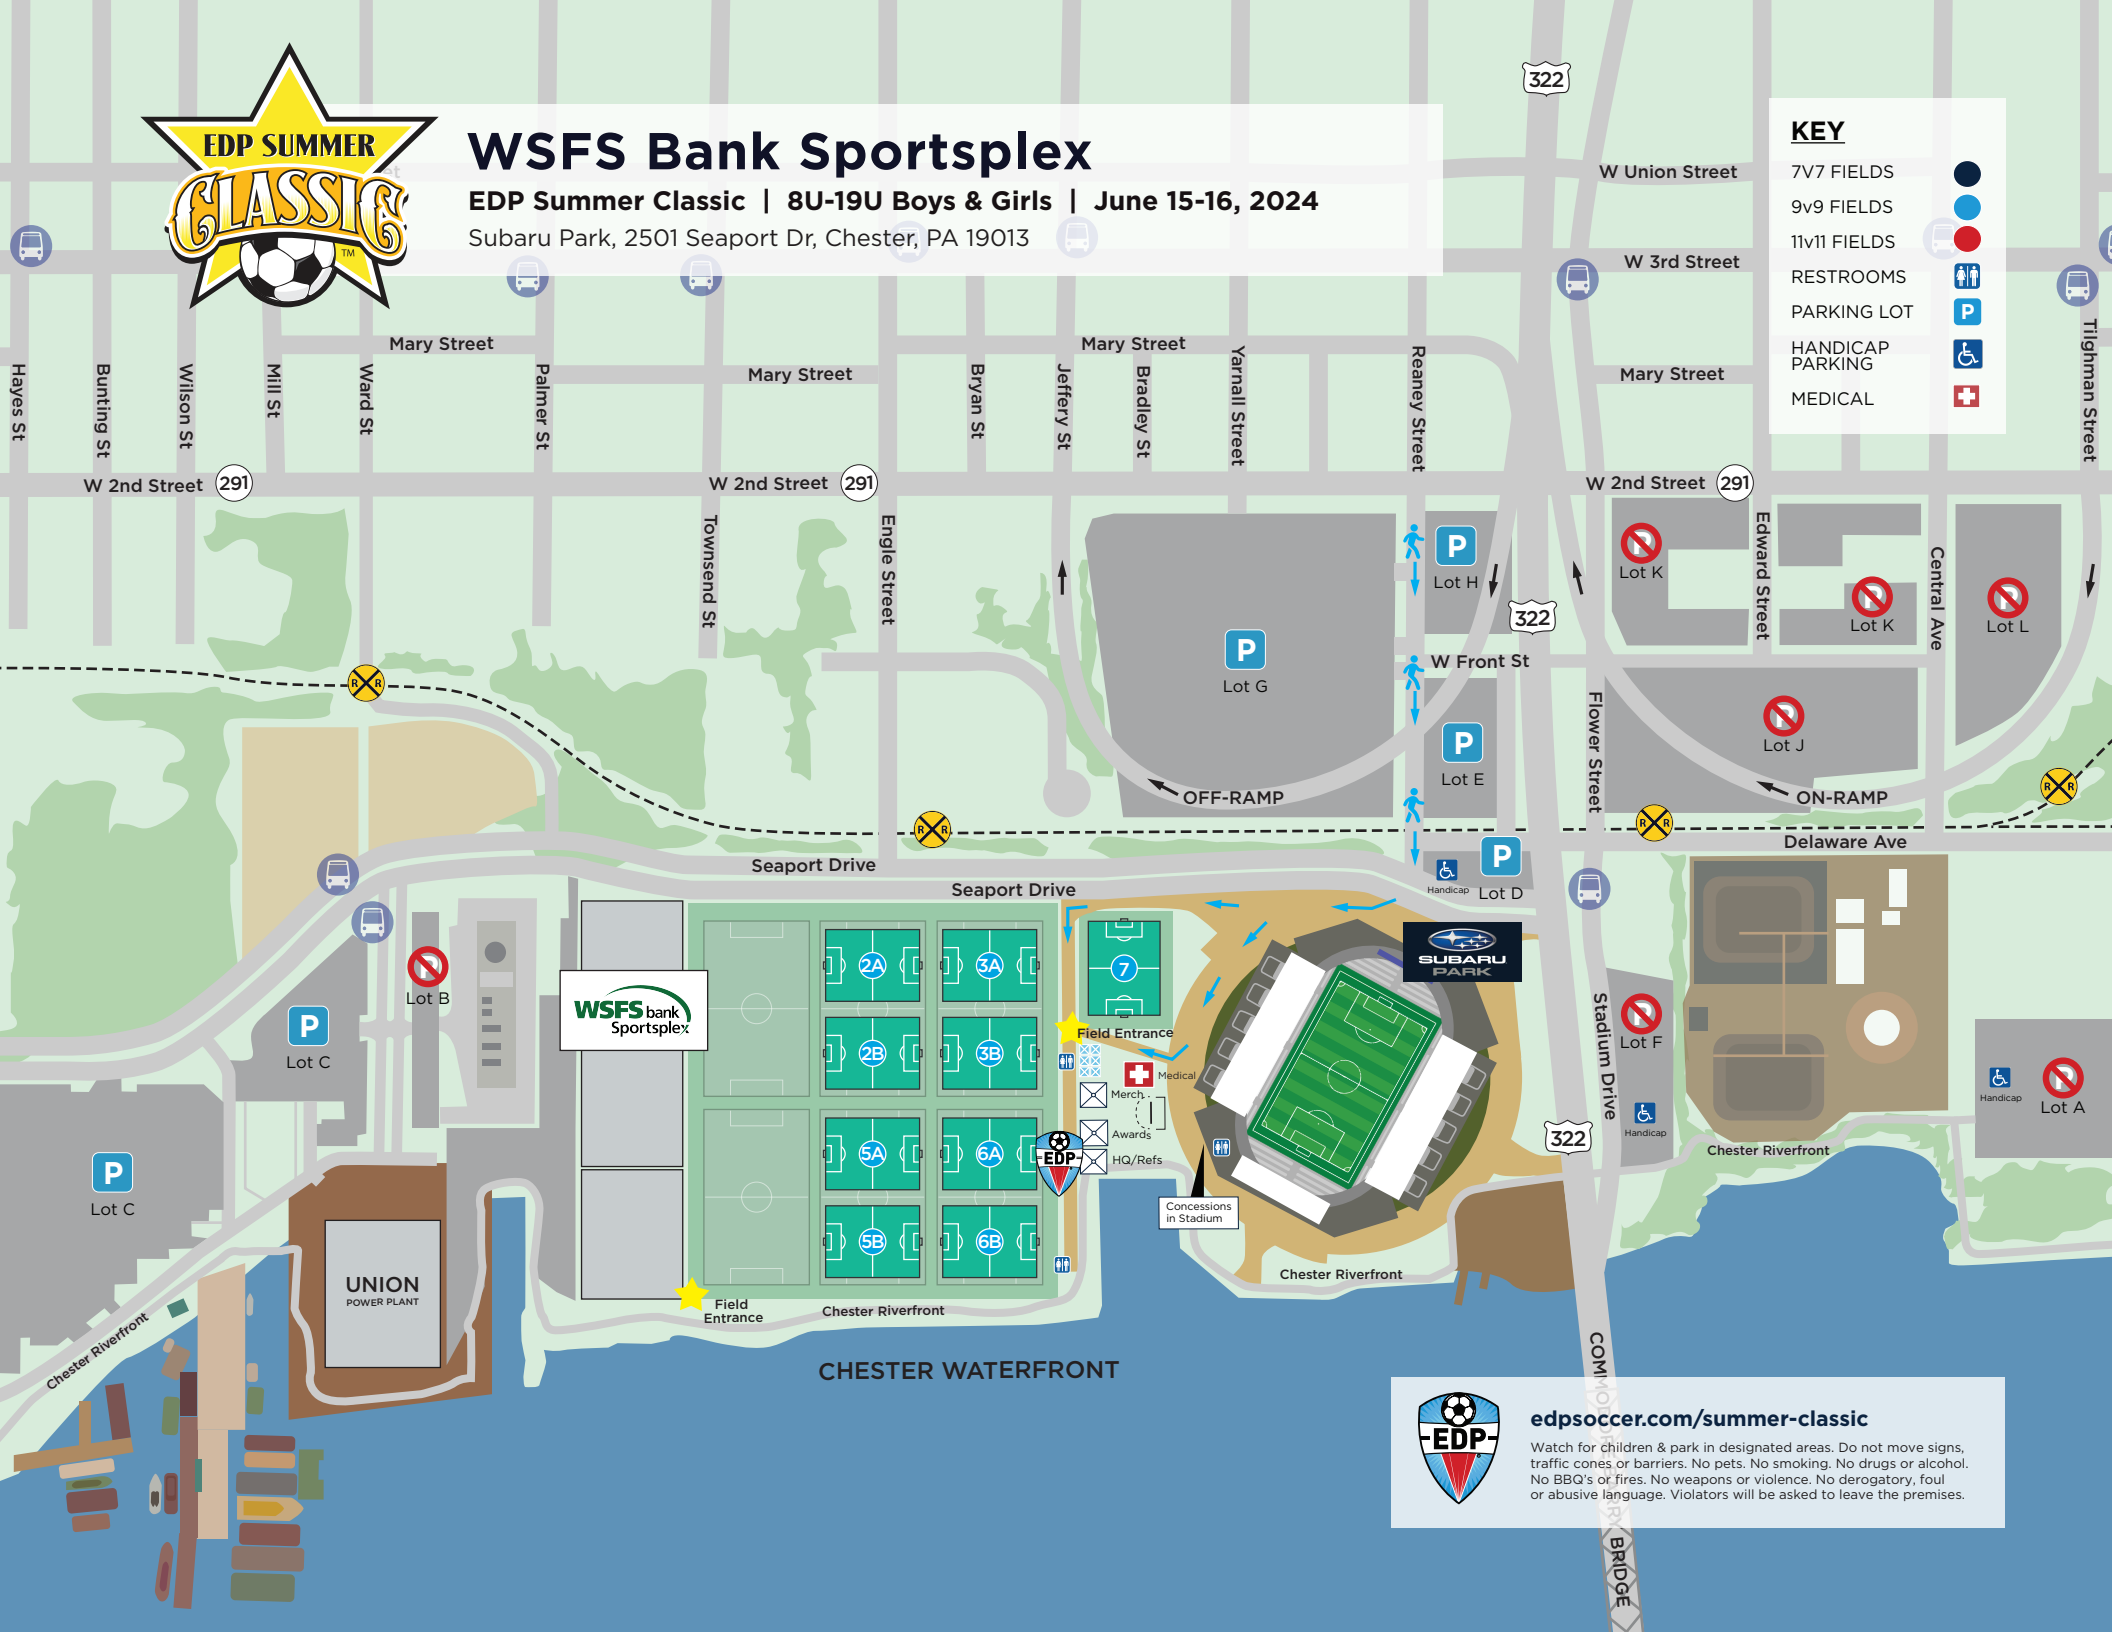 EDP SUMMER
CLASSIC
TM
WSFS Bank Sportsplex
EDP Summer Classic | 8U-19U Boys & Girls | June 15-16, 2024
Subaru Park, 2501 Seaport Dr, Chester, PA 19013
322
KEY
7V7 FIELDS
9v9 FIELDS
11v11 FIELDS
RESTROOMS
PARKING LOT
P
HANDICAP
PARKING
MEDICAL
W Union Street
W 3rd Street
Mary Street
Mary Street
Mary Street
Mary Street
Hayes St
Bunting St
Wilson St
Mill St
Ward St
Palmer St
Bryan St
Jeffery St
Bradley St
Yarnall Street
Reaney Street
Tilghman Street
W 2nd Street
291
W 2nd Street
291
W 2nd Street
291
Townsend St
Engle Street
Edward Street
Central Ave
P
Lot H
P
Lot K
P
Lot K
P
Lot L
322
P
Lot G
W Front St
R R
P
Lot E
Flower Street
P
Lot J
OFF-RAMP
ON-RAMP
R R
R R
R R
Delaware Ave
Seaport Drive
Seaport Drive
Handicap
P
Lot D
SUBARU
PARK
P
Lot B
P
Lot C
WSFS bank
Sportsplex
2A
3A
7
2B
3B
5A
6A
5B
6B
Field Entrance
Medical
Merch
Awards
HQ/Refs
EDP
Concessions
in Stadium
Stadium Drive
P
Lot F
Handicap
322
Handicap
P
Lot A
Chester Riverfront
P
Lot C
UNION
POWER PLANT
Field
Entrance
Chester Riverfront
Chester Riverfront
Chester Riverfront
CHESTER WATERFRONT
COMMODORE BARRY BRIDGE
EDP
edpsoccer.com/summer-classic
Watch for children & park in designated areas. Do not move signs,
traffic cones or barriers. No pets. No smoking. No drugs or alcohol.
No BBQ's or fires. No weapons or violence. No derogatory, foul
or abusive language. Violators will be asked to leave the premises.